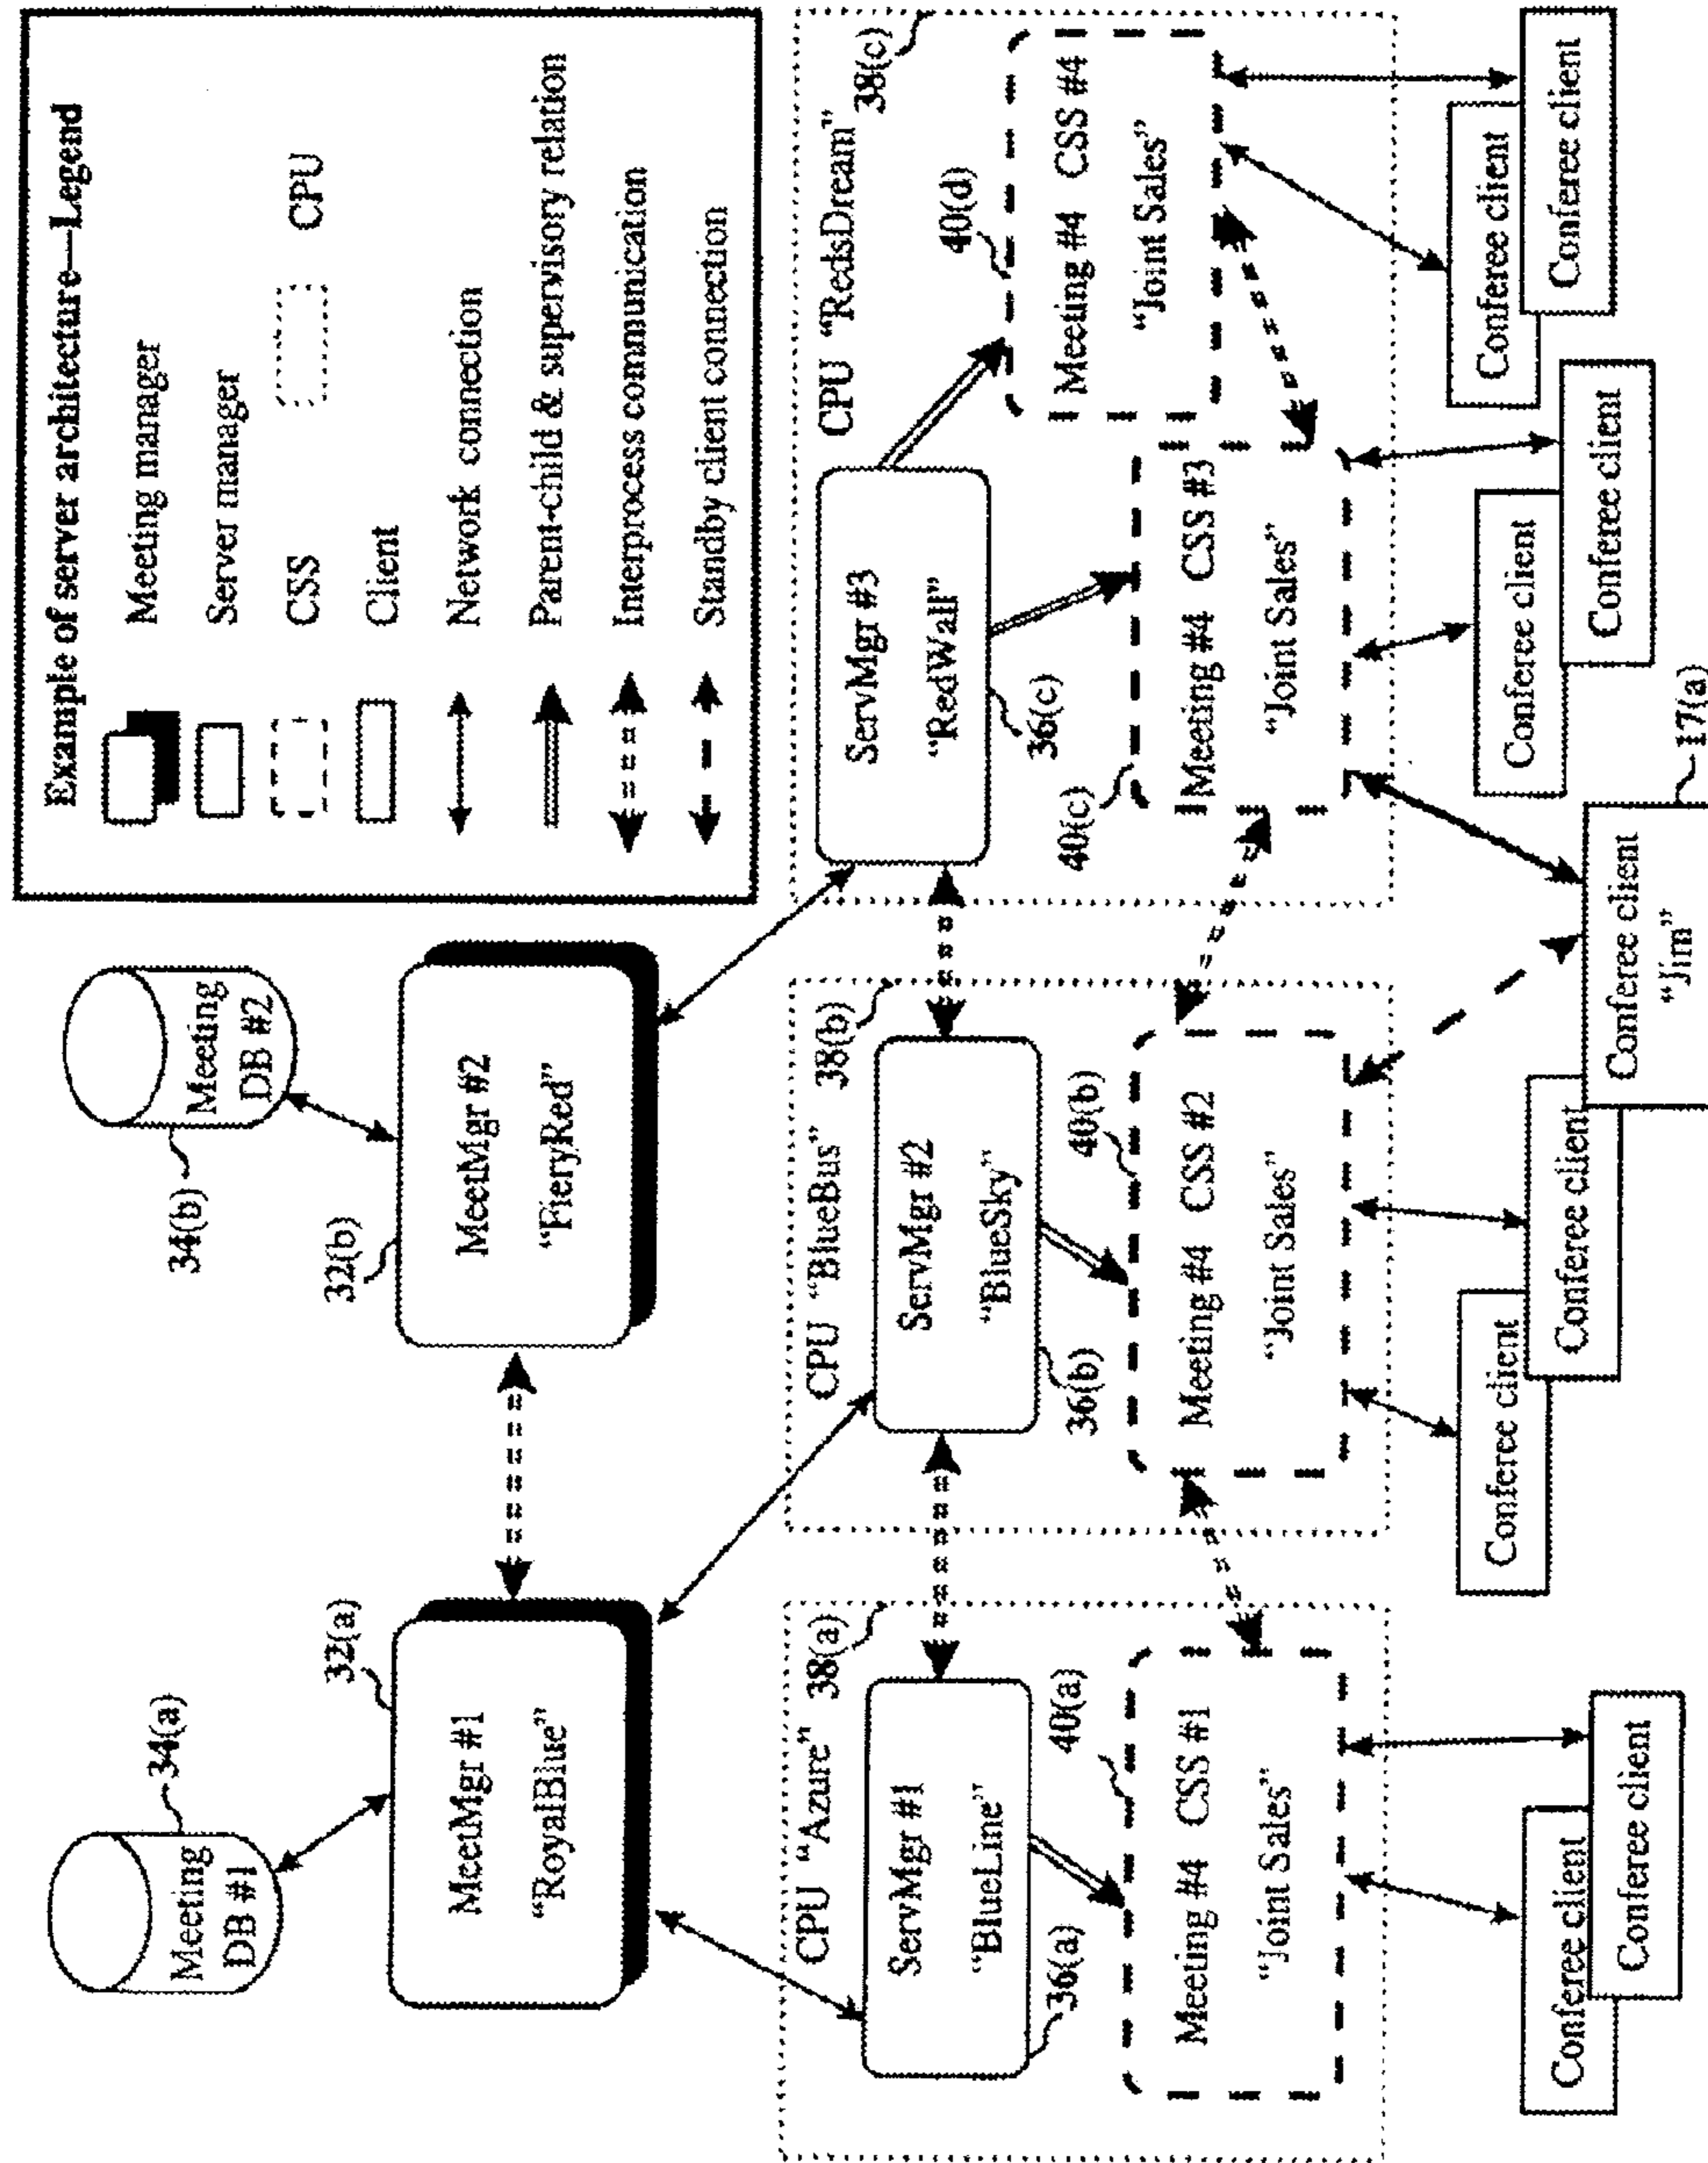 Example of server architecture—Legend
Meeting manager
Server manager
CSS
CPU
Client
Network connection
Parent-child & supervisory relation
Interprocess communication
Standby client connection
34(a)
Meeting
DB #1
34(b)
Meeting
DB #2
32(a)
MeetMgr #1
“RoyalBlue”
32(b)
MeetMgr #2
“FieryRed”
CPU “Azure”
38(a)
ServMgr #1
“BlueLine”
36(a)
40(a)
Meeting #4 CSS #1
“Joint Sales”
Conferee client
Conferee client
CPU “BlueBus”
38(b)
ServMgr #2
“BlueSky”
36(b)
40(b)
Meeting #4 CSS #2
“Joint Sales”
Conferee client
Conferee client
Conferee client
“Jim”
17(a)
CPU “RedsDream”
38(c)
ServMgr #3
“RedWall”
36(c)
40(c)
Meeting #4 CSS #3
“Joint Sales”
40(d)
Meeting #4 CSS #4
“Joint Sales”
Conferee client
Conferee client
Conferee client
Conferee client